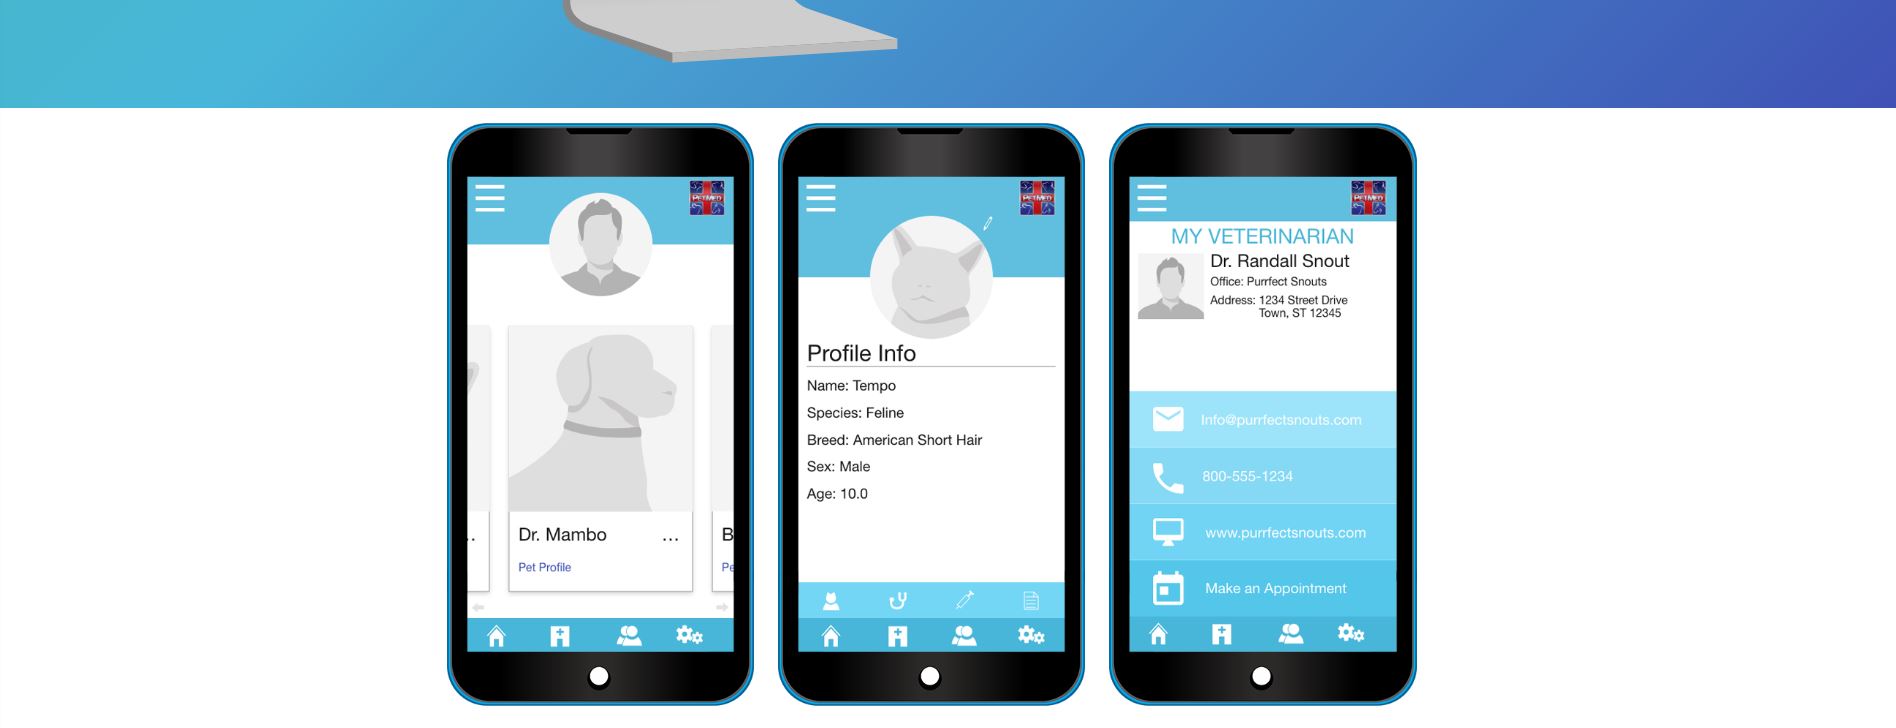 PETMED
Dr. Mambo
...
Pet Profile
B
Pe
PETMED
Profile Info
Name: Tempo
Species: Feline
Breed: American Short Hair
Sex: Male
Age: 10.0
PETMED
MY VETERINARIAN
Dr. Randall Snout
Office: Purrfect Snouts
Address: 1234 Street Drive
Town, ST 12345
Info@purrfectsnouts.com
800-555-1234
www.purrfectsnouts.com
Make an Appointment